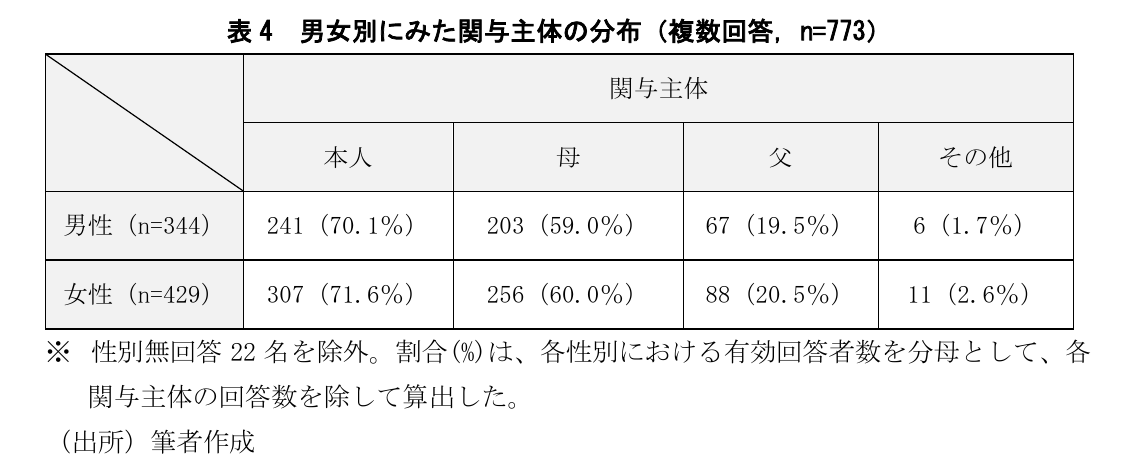 表4 男女別にみた関与主体の分布（複数回答, n=773）
関与主体
本人 母 父 その他
男性（n=344） 241（70.1%） 203（59.0%） 67（19.5%） 6（1.7%）
女性（n=429） 307（71.6%） 256（60.0%） 88（20.5%） 11（2.6%）
※ 性別無回答22名を除外。割合(%)は、各性別における有効回答者数を分母として、各
関与主体の回答数を除して算出した。
（出所）筆者作成